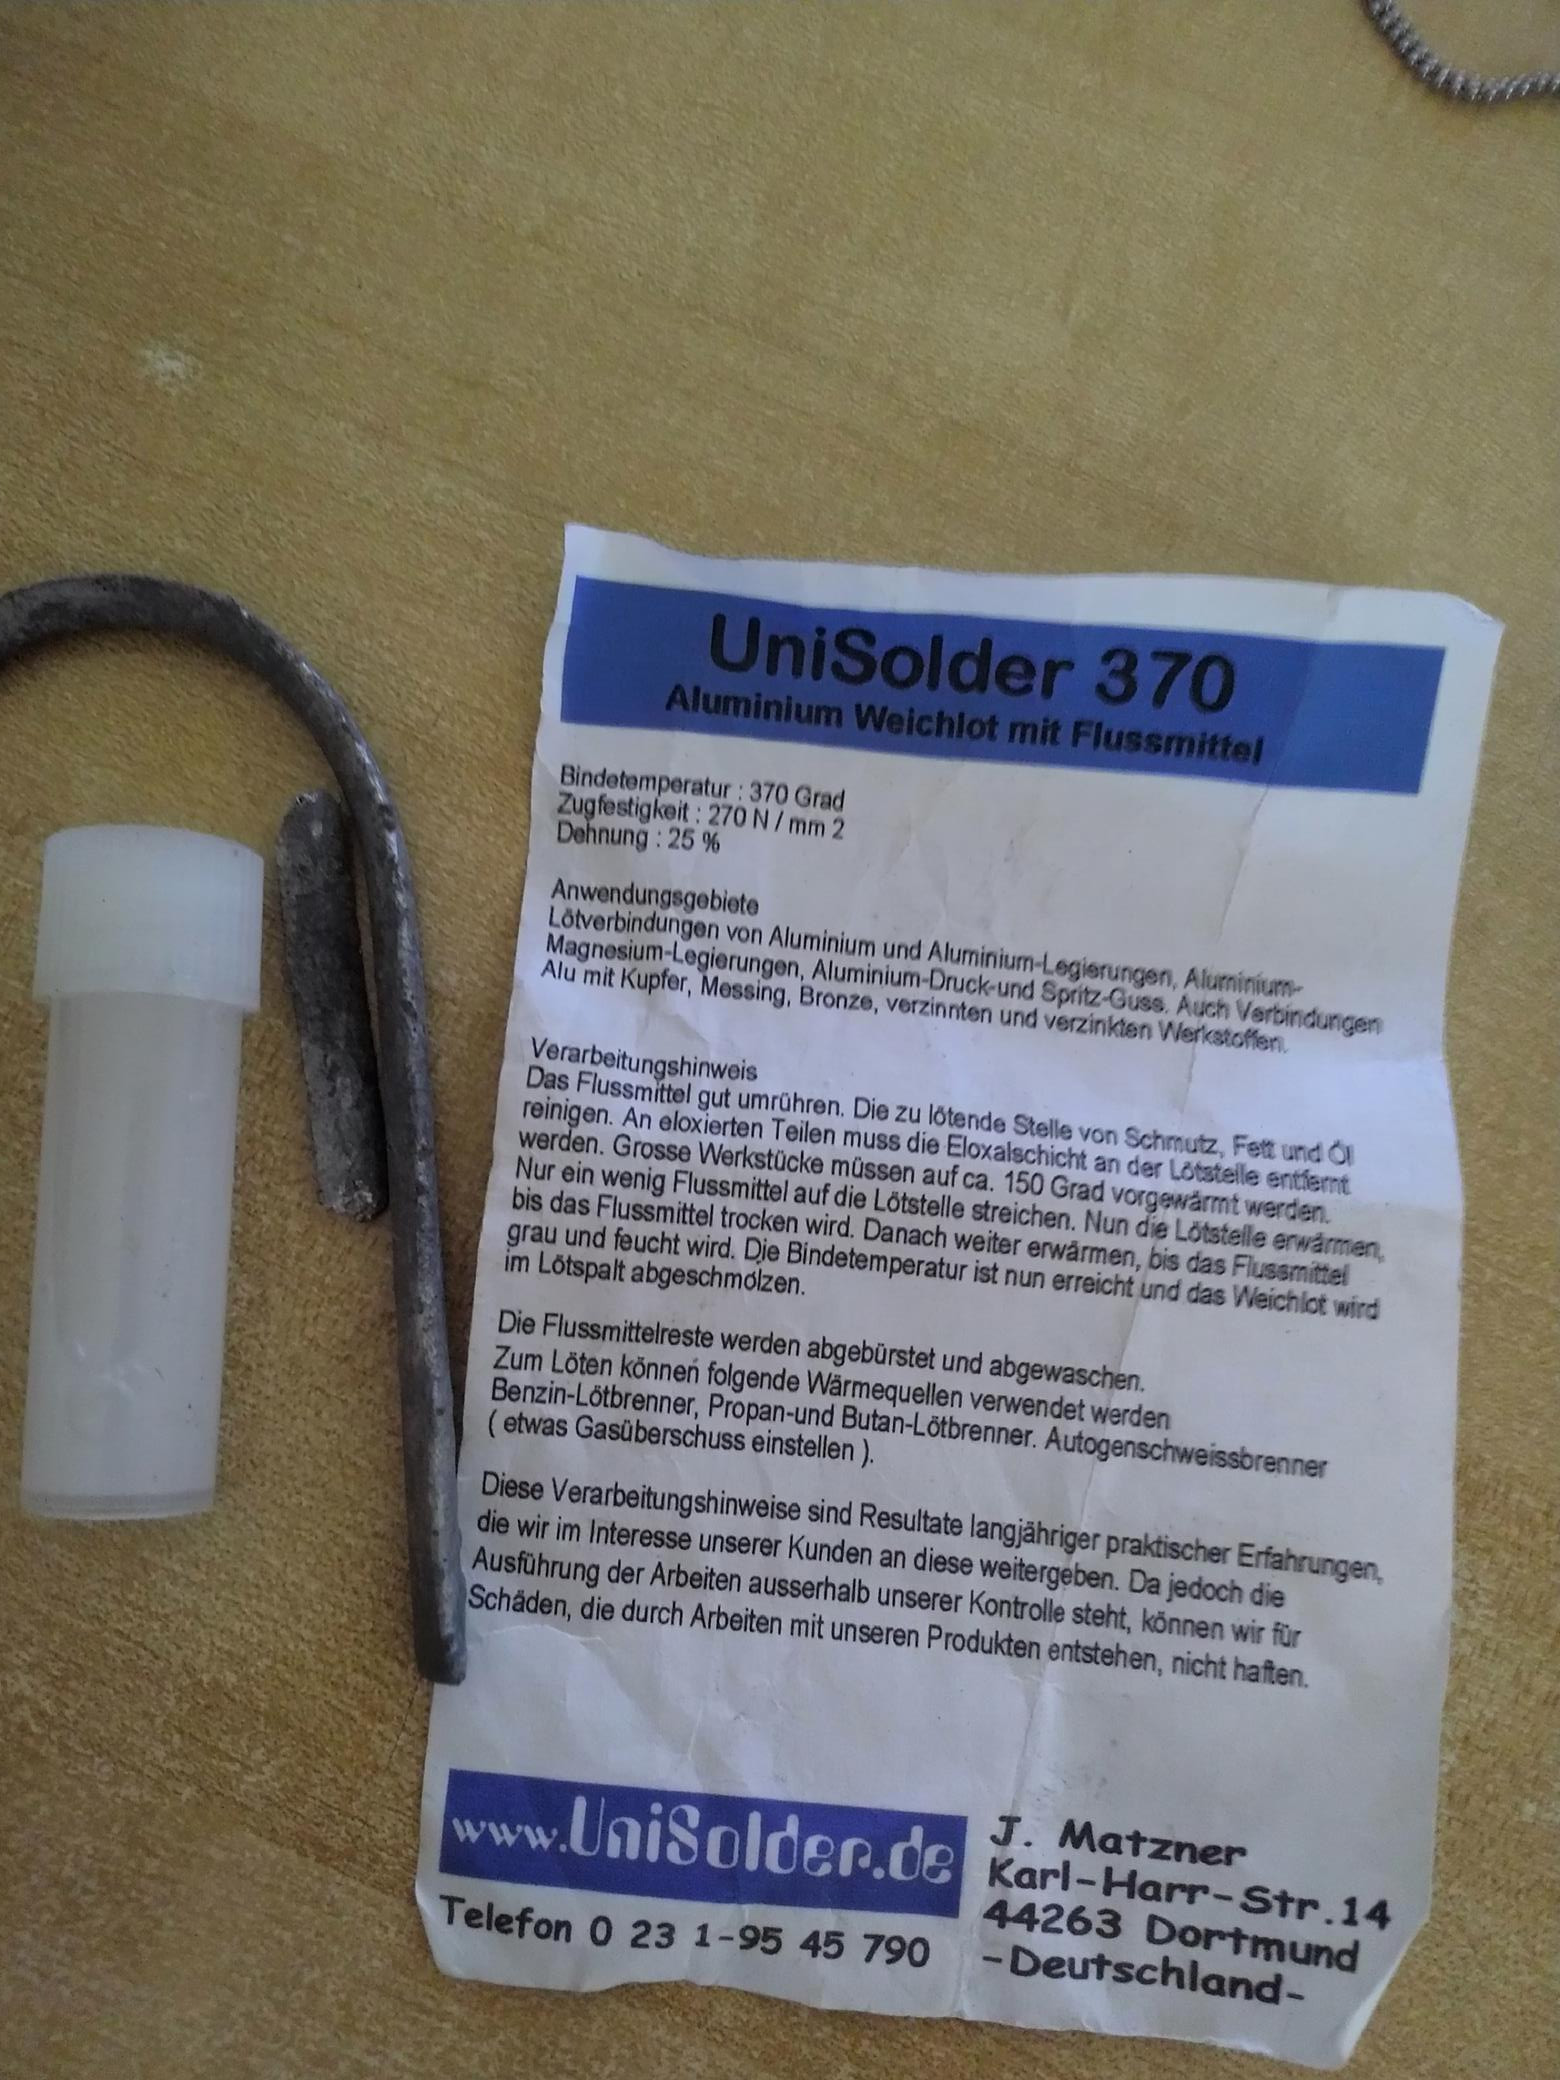 UniSolder 370
Aluminium Weichlot mit Flussmittel
Bindetemperatur : 370 Grad
Zugfestigkeit : 270 N / mm 2
Dehnung : 25 %
Anwendungsgebiete
Lötverbindungen von Aluminium und Aluminium-Legierungen, Aluminium-
Magnesium-Legierungen, Aluminium-Druck-und Spritz-Guss. Auch Verbindungen
Alu mit Kupfer, Messing, Bronze, verzinnten und verzinkten Werkstoffen.
Verarbeitungshinweis
Das Flussmittel gut umrühren. Die zu lötende Stelle von Schmutz, Fett und Öl
reinigen. An eloxierten Teilen muss die Eloxalschicht an der Lötstelle entfernt
werden. Grosse Werkstücke müssen auf ca. 150 Grad vorgewärmt werden.
Nur ein wenig Flussmittel auf die Lötstelle streichen. Nun die Lötstelle erwärmen,
bis das Flussmittel trocken wird. Danach weiter erwärmen, bis das Flussmittel
grau und feucht wird. Die Bindetemperatur ist nun erreicht und das Weichlot wird
im Lötspalt abgeschmolzen.
Die Flussmittelreste werden abgebürstet und abgewaschen.
Zum Löten können folgende Wärmequellen verwendet werden
Benzin-Lötbrenner, Propan-und Butan-Lötbrenner. Autogenschweissbrenner
( etwas Gasüberschuss einstellen ).
Diese Verarbeitungshinweise sind Resultate langjähriger praktischer Erfahrungen,
die wir im Interesse unserer Kunden an diese weitergeben. Da jedoch die
Ausführung der Arbeiten ausserhalb unserer Kontrolle steht, können wir für
Schäden, die durch Arbeiten mit unseren Produkten entstehen, nicht haften.
www.UniSolder.de
Telefon 0 23 1-95 45 790
J. Matzner
Karl-Harr-Str.14
44263 Dortmund
-Deutschland-